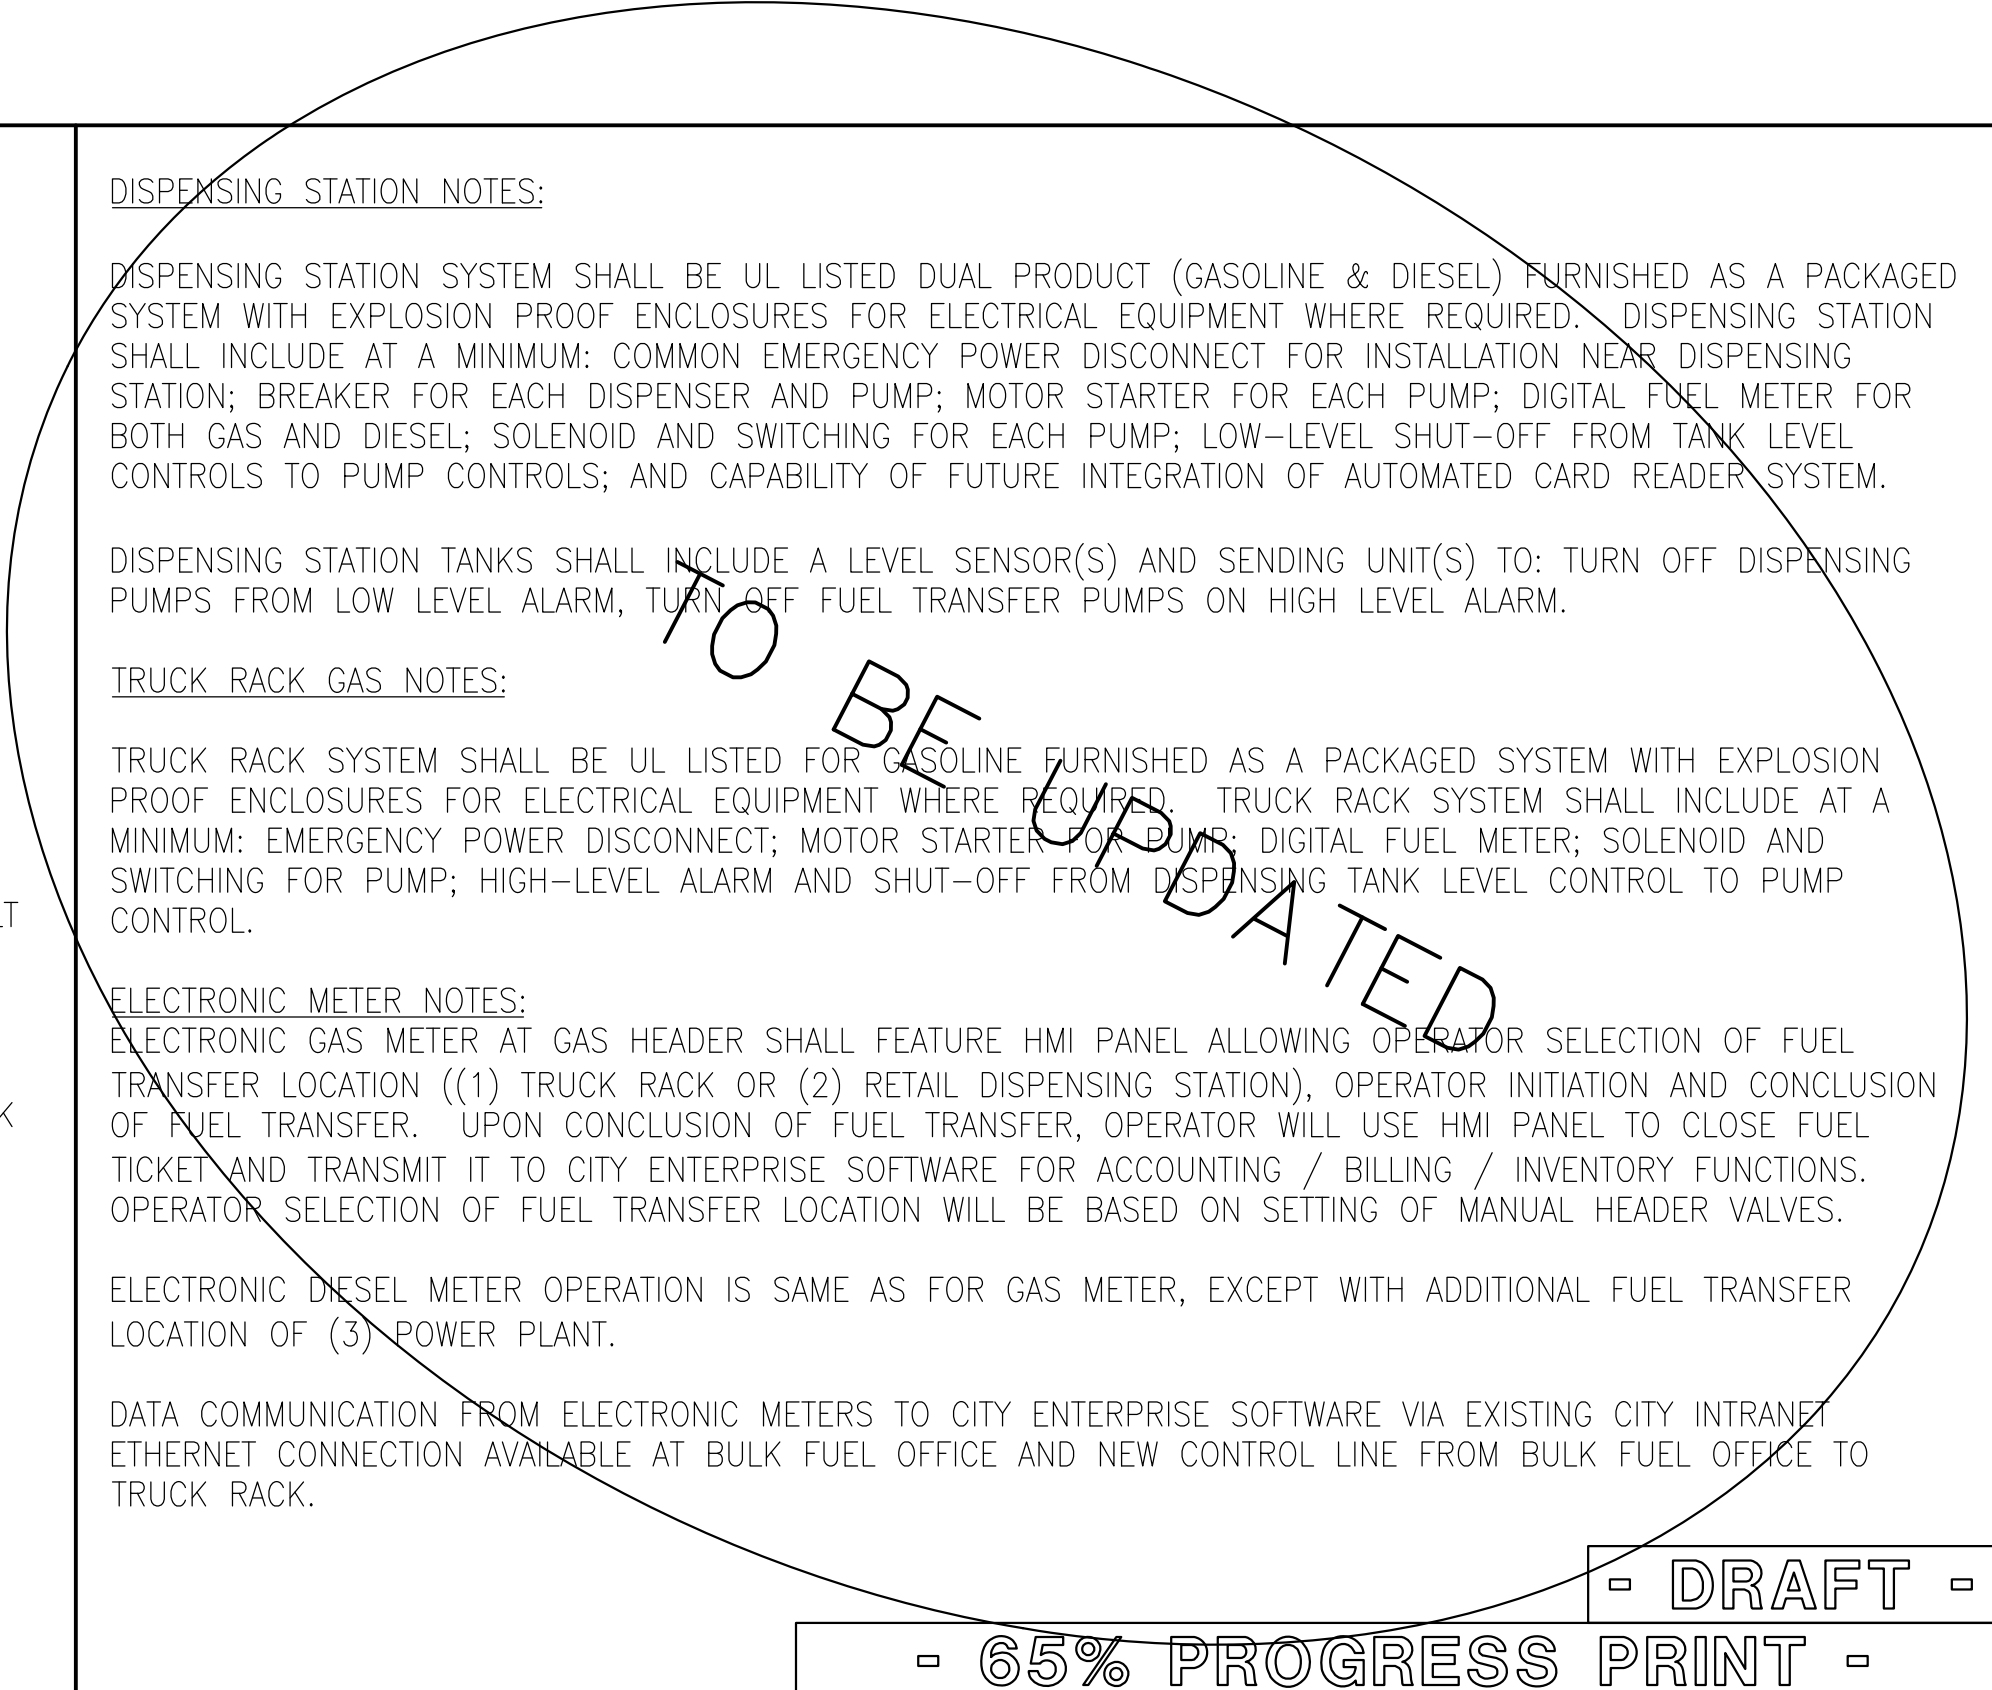 DISPENSING STATION NOTES:
DISPENSING STATION SYSTEM SHALL BE UL LISTED DUAL PRODUCT (GASOLINE & DIESEL) FURNISHED AS A PACKAGED
SYSTEM WITH EXPLOSION PROOF ENCLOSURES FOR ELECTRICAL EQUIPMENT WHERE REQUIRED. DISPENSING STATION
SHALL INCLUDE AT A MINIMUM: COMMON EMERGENCY POWER DISCONNECT FOR INSTALLATION NEAR DISPENSING
STATION; BREAKER FOR EACH DISPENSER AND PUMP; MOTOR STARTER FOR EACH PUMP; DIGITAL FUEL METER FOR
BOTH GAS AND DIESEL; SOLENOID AND SWITCHING FOR EACH PUMP; LOW-LEVEL SHUT-OFF FROM TANK LEVEL
CONTROLS TO PUMP CONTROLS; AND CAPABILITY OF FUTURE INTEGRATION OF AUTOMATED CARD READER SYSTEM.
DISPENSING STATION TANKS SHALL INCLUDE A LEVEL SENSOR(S) AND SENDING UNIT(S) TO: TURN OFF DISPENSING
PUMPS FROM LOW LEVEL ALARM, TURN OFF FUEL TRANSFER PUMPS ON HIGH LEVEL ALARM.
TO BE UPDATED
TRUCK RACK GAS NOTES:
TRUCK RACK SYSTEM SHALL BE UL LISTED FOR GASOLINE FURNISHED AS A PACKAGED SYSTEM WITH EXPLOSION
PROOF ENCLOSURES FOR ELECTRICAL EQUIPMENT WHERE REQUIRED. TRUCK RACK SYSTEM SHALL INCLUDE AT A
MINIMUM: EMERGENCY POWER DISCONNECT; MOTOR STARTER FOR PUMP; DIGITAL FUEL METER; SOLENOID AND
SWITCHING FOR PUMP; HIGH-LEVEL ALARM AND SHUT-OFF FROM DISPENSING TANK LEVEL CONTROL TO PUMP
CONTROL.
ELECTRONIC METER NOTES:
ELECTRONIC GAS METER AT GAS HEADER SHALL FEATURE HMI PANEL ALLOWING OPERATOR SELECTION OF FUEL
TRANSFER LOCATION ((1) TRUCK RACK OR (2) RETAIL DISPENSING STATION), OPERATOR INITIATION AND CONCLUSION
OF FUEL TRANSFER. UPON CONCLUSION OF FUEL TRANSFER, OPERATOR WILL USE HMI PANEL TO CLOSE FUEL
TICKET AND TRANSMIT IT TO CITY ENTERPRISE SOFTWARE FOR ACCOUNTING / BILLING / INVENTORY FUNCTIONS.
OPERATOR SELECTION OF FUEL TRANSFER LOCATION WILL BE BASED ON SETTING OF MANUAL HEADER VALVES.
ELECTRONIC DIESEL METER OPERATION IS SAME AS FOR GAS METER, EXCEPT WITH ADDITIONAL FUEL TRANSFER
LOCATION OF (3) POWER PLANT.
DATA COMMUNICATION FROM ELECTRONIC METERS TO CITY ENTERPRISE SOFTWARE VIA EXISTING CITY INTRANET
ETHERNET CONNECTION AVAILABLE AT BULK FUEL OFFICE AND NEW CONTROL LINE FROM BULK FUEL OFFICE TO
TRUCK RACK.
- DRAFT -
- 65% PROGRESS PRINT -